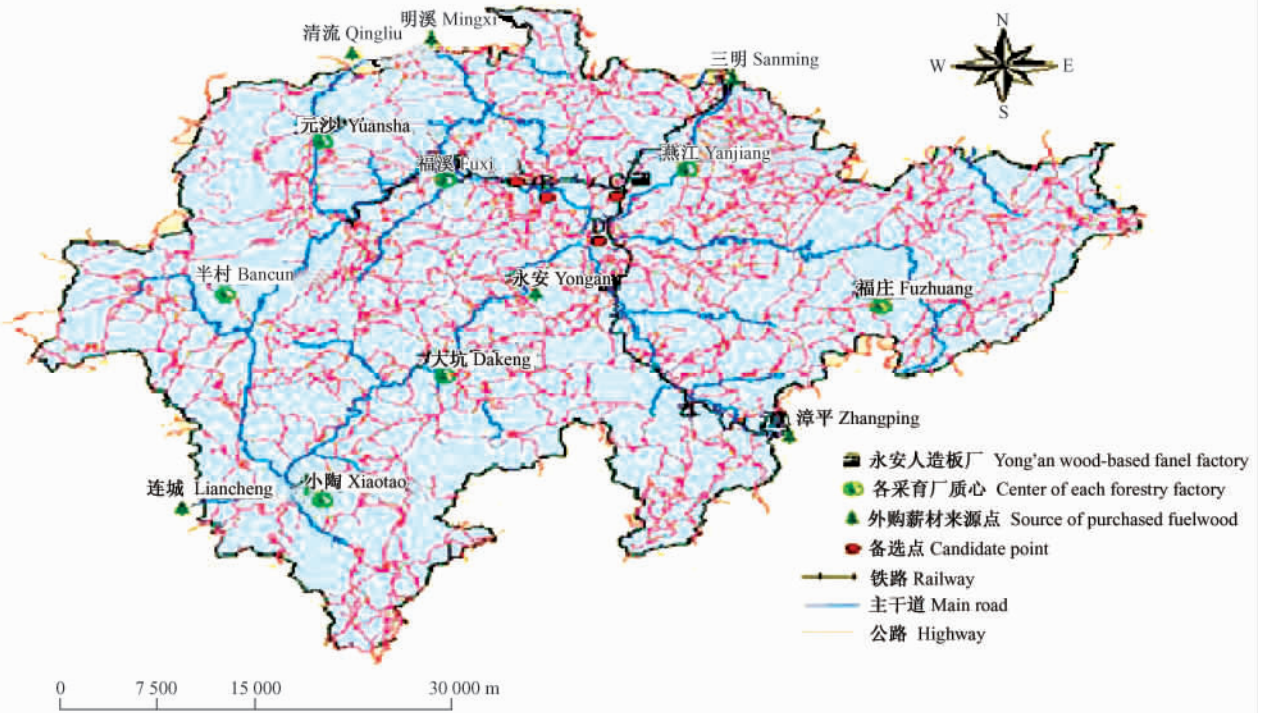 清流 Qingliu
明溪 Mingxi
三明 Sanming
N
W
E
S
元沙 Yuansha
福溪 Fuxi
燕江 Yanjiang
D
半村 Bancun
永安 Yongan
福庄 Fuzhuang
大坑 Dakeng
漳平 Zhangping
连城 Liancheng
小陶 Xiaotao
永安人造板厂 Yong'an wood-based fanel factory
各采育厂质心 Center of each forestry factory
外购薪材来源点 Source of purchased fuelwood
备选点 Candidate point
铁路 Railway
主干道 Main road
公路 Highway
0 7 500 15 000 30 000 m